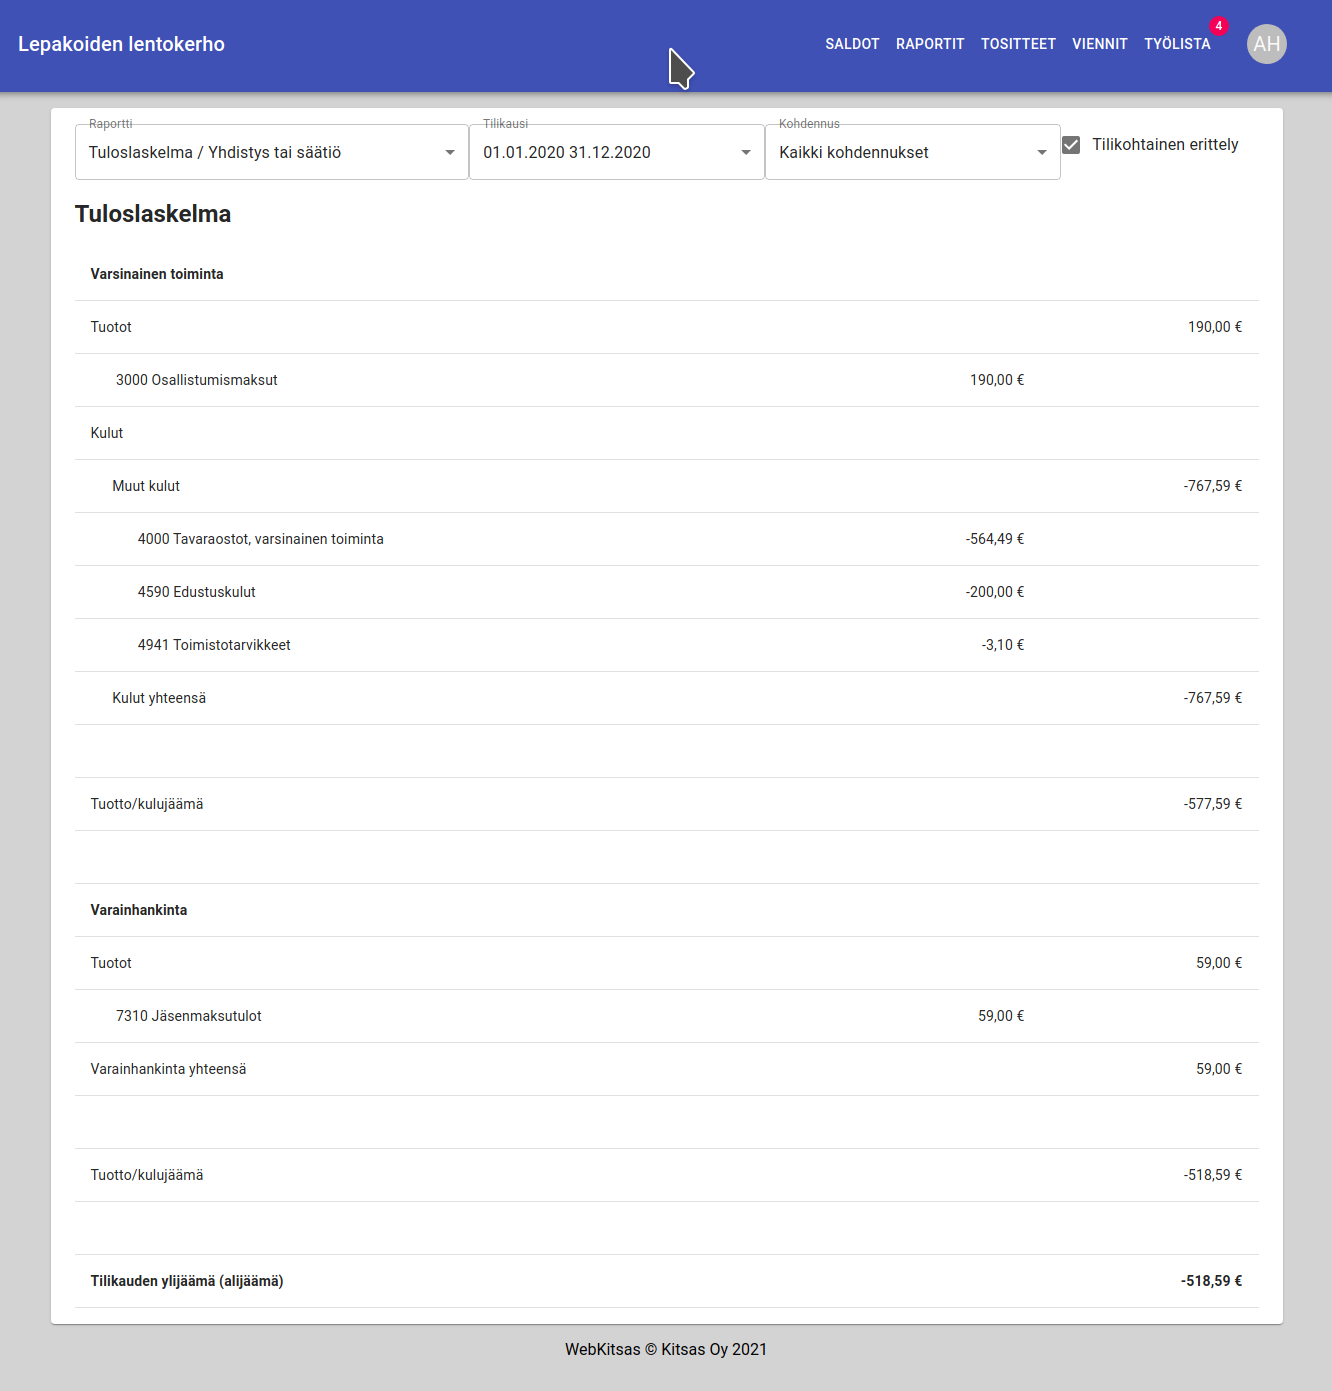 Lepakoiden lentokerho
SALDOT RAPORTIT TOSITTEET VIENNIT TYÖLISTA 4 AH
Raportti Tilikausi Kohdennus
Tuloslaskelma / Yhdistys tai säätiö 01.01.2020 31.12.2020 Kaikki kohdennukset Tilikohtainen erittely
Tuloslaskelma
Varsinainen toiminta
Tuotot 190,00 €
3000 Osallistumismaksut 190,00 €
Kulut
Muut kulut -767,59 €
4000 Tavaraostot, varsinainen toiminta -564,49 €
4590 Edustuskulut -200,00 €
4941 Toimistotarvikkeet -3,10 €
Kulut yhteensä -767,59 €
Tuotto/kulujäämä -577,59 €
Varainhankinta
Tuotot 59,00 €
7310 Jäsenmaksutulot 59,00 €
Varainhankinta yhteensä 59,00 €
Tuotto/kulujäämä -518,59 €
Tilikauden ylijäämä (alijäämä) -518,59 €
WebKitsas © Kitsas Oy 2021